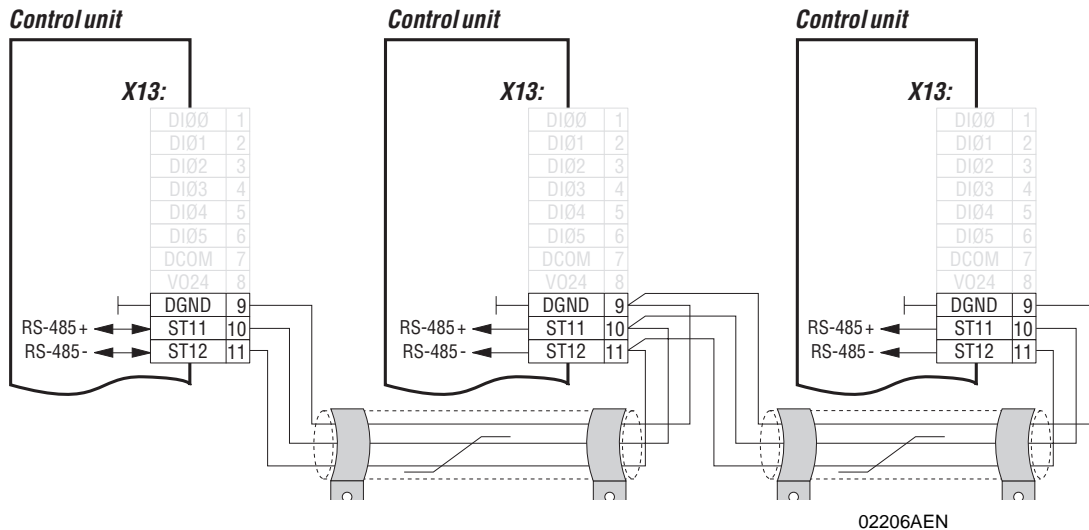 Control unit
Control unit
Control unit
X13:
DIØØ 1
DIØ1 2
DIØ2 3
DIØ3 4
DIØ4 5
DIØ5 6
DCOM 7
VO24 8
DGND 9
RS-485+ ST11 10
RS-485- ST12 11
X13:
DIØØ 1
DIØ1 2
DIØ2 3
DIØ3 4
DIØ4 5
DIØ5 6
DCOM 7
VO24 8
DGND 9
RS-485+ ST11 10
RS-485- ST12 11
X13:
DIØØ 1
DIØ1 2
DIØ2 3
DIØ3 4
DIØ4 5
DIØ5 6
DCOM 7
VO24 8
DGND 9
RS-485+ ST11 10
RS-485- ST12 11
02206AEN